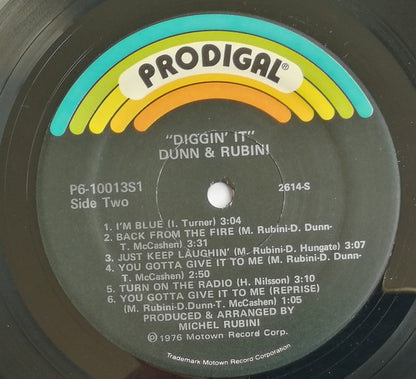 PRODIGAL®
"DIGGIN' IT"
DUNN & RUBINI
P6-10013S1
Side Two
2614-S
1. I'M BLUE (I. Turner) 3:04
2. BACK FROM THE FIRE (M. Rubini-D. Dunn-
T. McCashen) 3:31
3. JUST KEEP LAUGHIN' (M. Rubini-D. Hungate) 3:07
4. YOU GOTTA GIVE IT TO ME (M. Rubini-D. Dunn-
T. McCashen) 2:50
5. TURN ON THE RADIO (H. Nilsson) 3:10
6. YOU GOTTA GIVE IT TO ME (REPRISE)
(M. Rubini-D.Dunn-T. McCashen) 1:05
PRODUCED & ARRANGED BY
MICHEL RUBINI
Ⓟ 1976 Motown Record Corp.
Trademark Motown Record Corporation